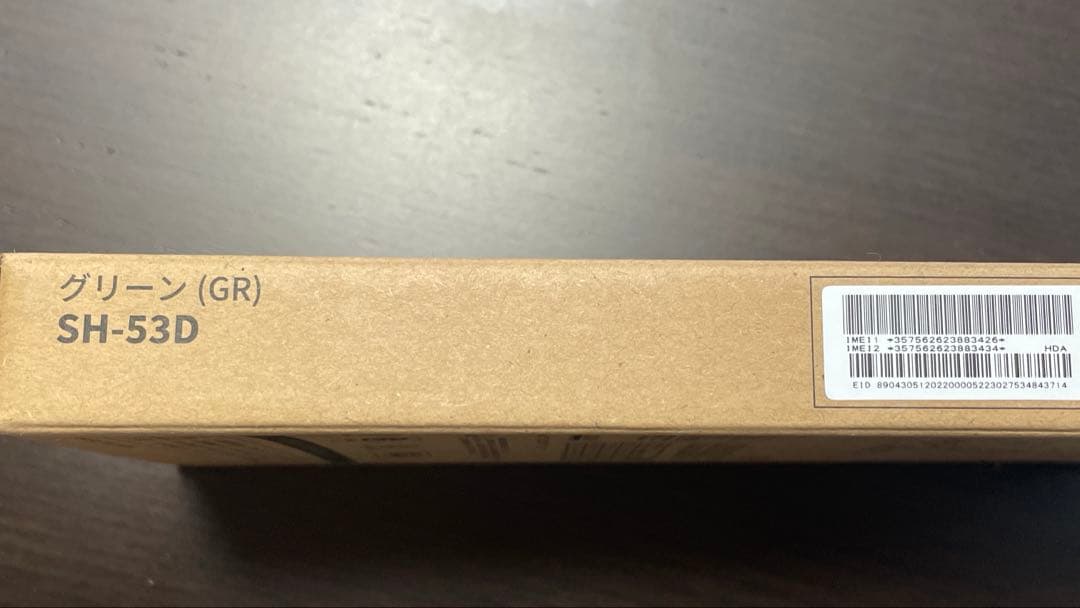 グリーン (GR)
SH-53D
IMEI1 *357562623883426*
IMEI2 *357562623883434* HDA
EID 89043051202200005223027534843714